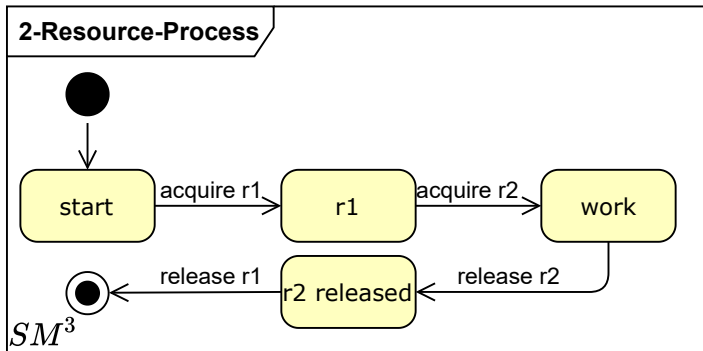 2-Resource-Process
start
acquire r1
r1
acquire r2
work
release r1
r2 released
release r2
SM³